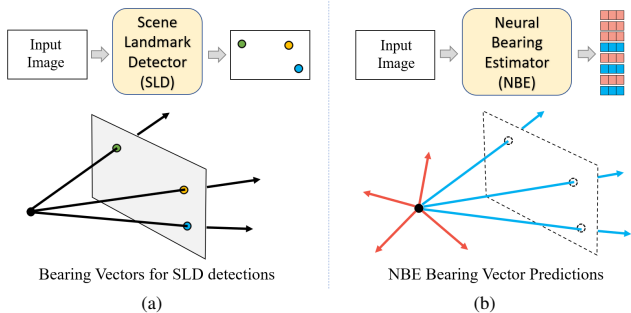 Input
Image
Scene
Landmark
Detector
(SLD)
Bearing Vectors for SLD detections
(a)
Input
Image
Neural
Bearing
Estimator
(NBE)
NBE Bearing Vector Predictions
(b)